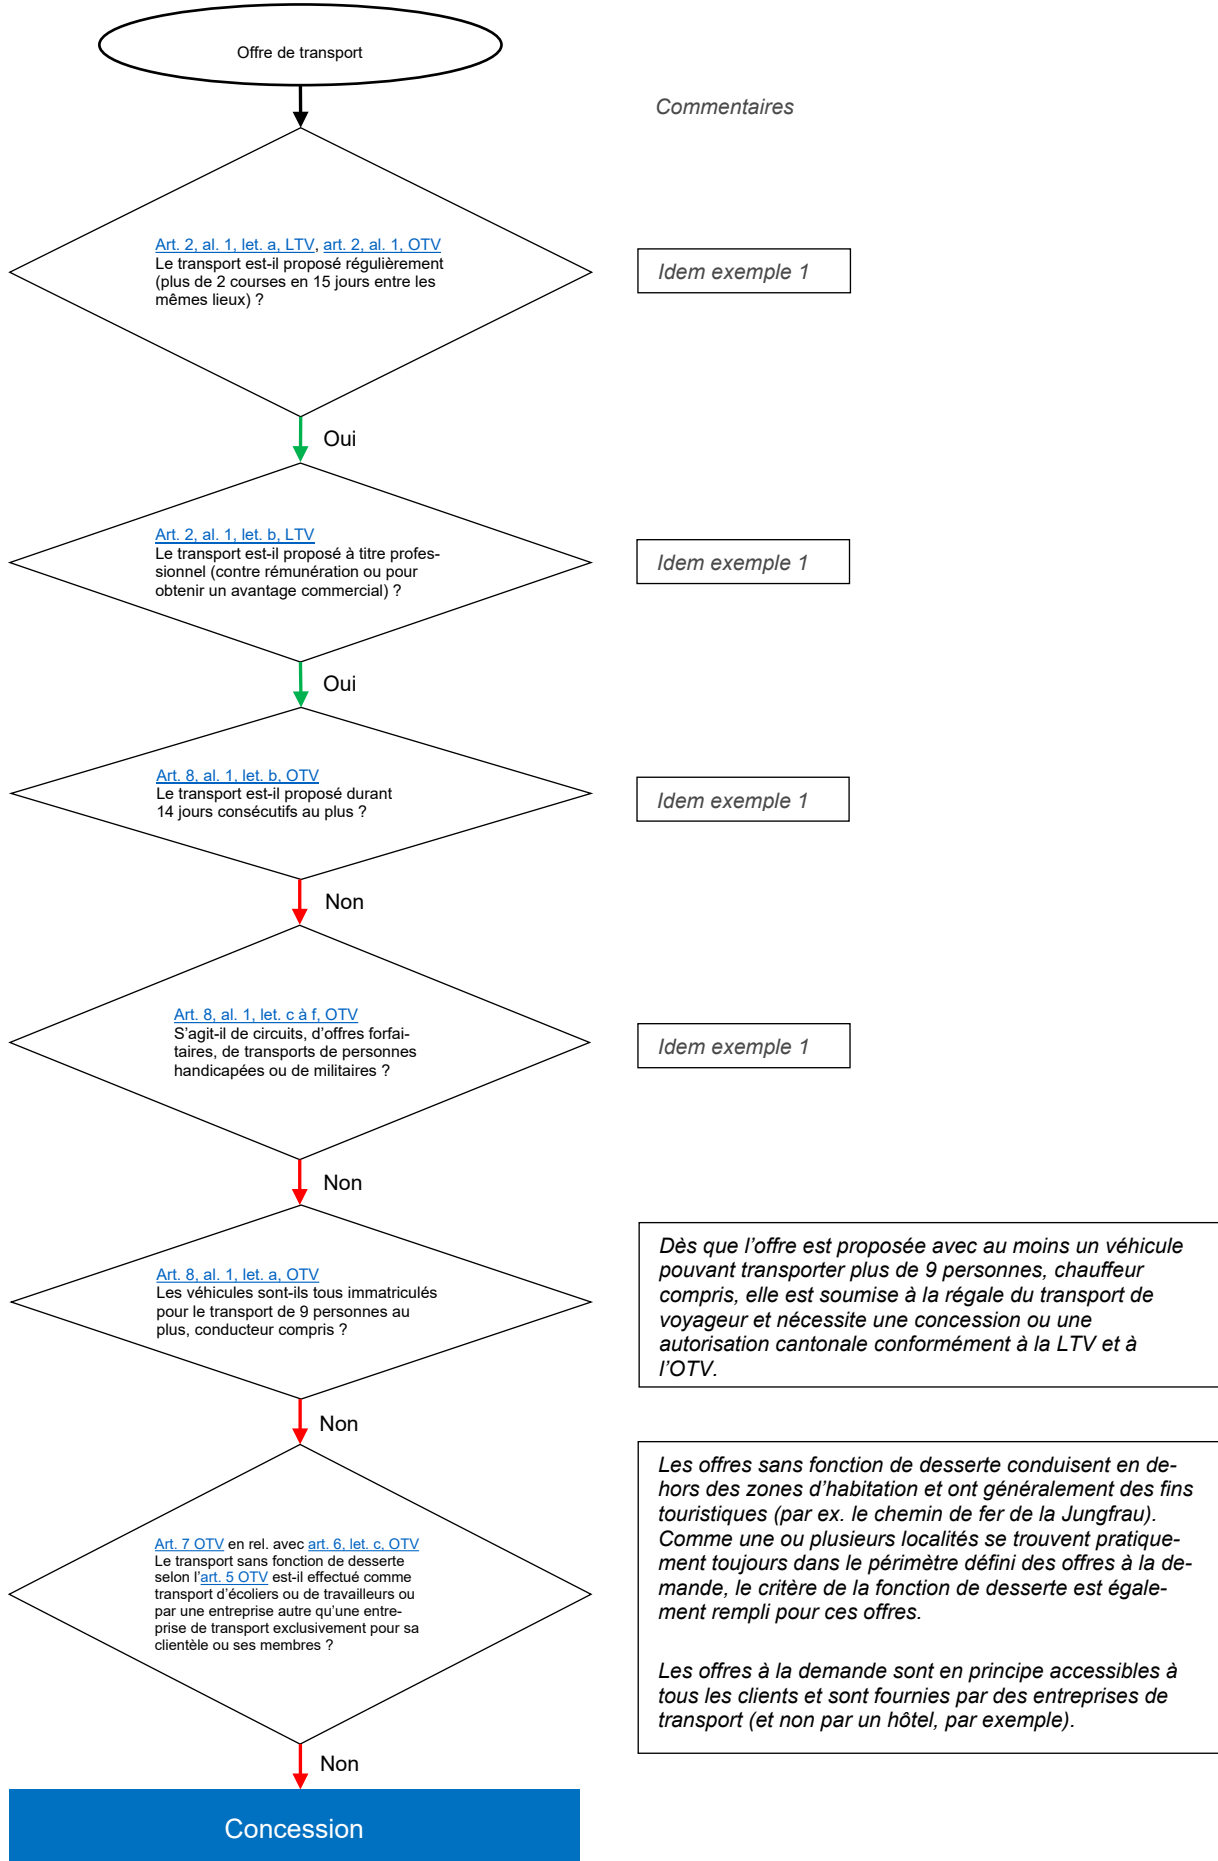 Offre de transport
Commentaires
Art. 2, al. 1, let. a, LTV, art. 2, al. 1, OTV
Le transport est-il proposé régulièrement
(plus de 2 courses en 15 jours entre les
mêmes lieux) ?
Idem exemple 1
Oui
Art. 2, al. 1, let. b, LTV
Le transport est-il proposé à titre profes-
sionnel (contre rémunération ou pour
obtenir un avantage commercial) ?
Idem exemple 1
Oui
Art. 8, al. 1, let. b, OTV
Le transport est-il proposé durant
14 jours consécutifs au plus ?
Idem exemple 1
Non
Art. 8, al. 1, let. c à f, OTV
S'agit-il de circuits, d'offres forfai-
taires, de transports de personnes
handicapées ou de militaires ?
Idem exemple 1
Non
Art. 8, al. 1, let. a, OTV
Les véhicules sont-ils tous immatriculés
pour le transport de 9 personnes au
plus, conducteur compris ?
Dès que l'offre est proposée avec au moins un véhicule
pouvant transporter plus de 9 personnes, chauffeur
compris, elle est soumise à la régale du transport de
voyageur et nécessite une concession ou une
autorisation cantonale conformément à la LTV et à
l'OTV.
Non
Art. 7 OTV en rel. avec art. 6, let. c, OTV
Le transport sans fonction de desserte
selon l'art. 5 OTV est-il effectué comme
transport d'écoliers ou de travailleurs ou
par une entreprise autre qu'une entre-
prise de transport exclusivement pour sa
clientèle ou ses membres ?
Les offres sans fonction de desserte conduisent en de-
hors des zones d'habitation et ont généralement des fins
touristiques (par ex. le chemin de fer de la Jungfrau).
Comme une ou plusieurs localités se trouvent pratique-
ment toujours dans le périmètre défini des offres à la de-
mande, le critère de la fonction de desserte est égale-
ment rempli pour ces offres.
Les offres à la demande sont en principe accessibles à
tous les clients et sont fournies par des entreprises de
transport (et non par un hôtel, par exemple).
Non
Concession